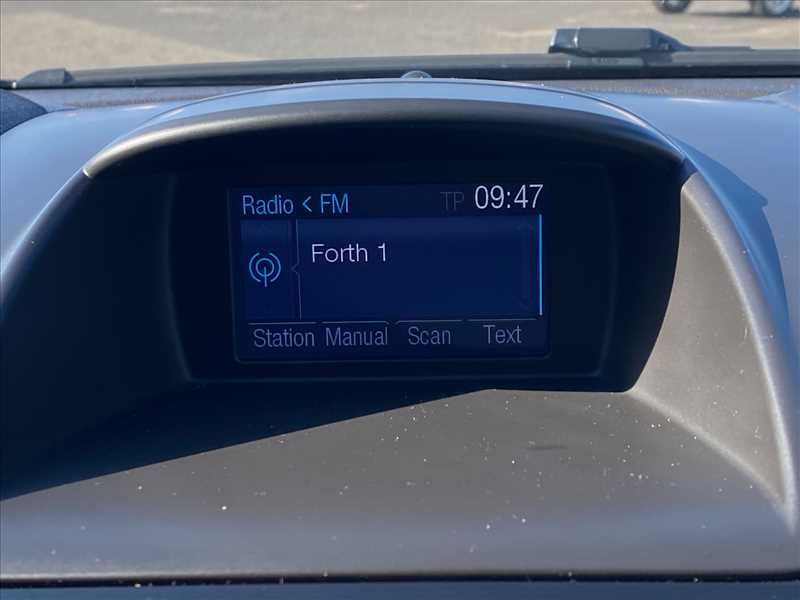 Radio < FM TP 09:47
Forth 1
Station Manual Scan Text